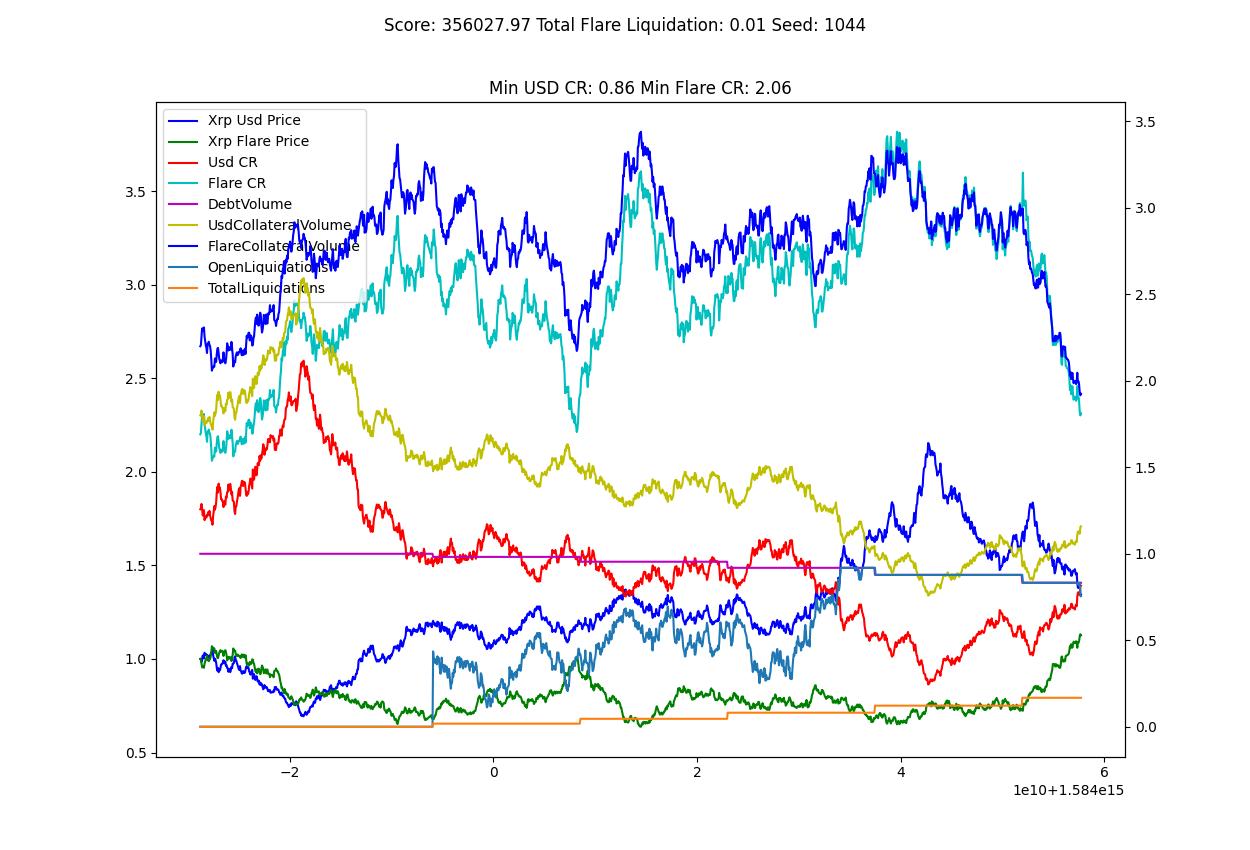 Score: 356027.97 Total Flare Liquidation: 0.01 Seed: 1044
Min USD CR: 0.86 Min Flare CR: 2.06
Xrp Usd Price
Xrp Flare Price
Usd CR
Flare CR
DebtVolume
UsdCollateralVolume
FlareCollateralVolume
OpenLiquidations
TotalLiquidations
3.5
3.0
2.5
2.0
1.5
1.0
0.5
3.5
3.0
2.5
2.0
1.5
1.0
0.5
0.0
−2 0 2 4 6
1e10+1.584e15